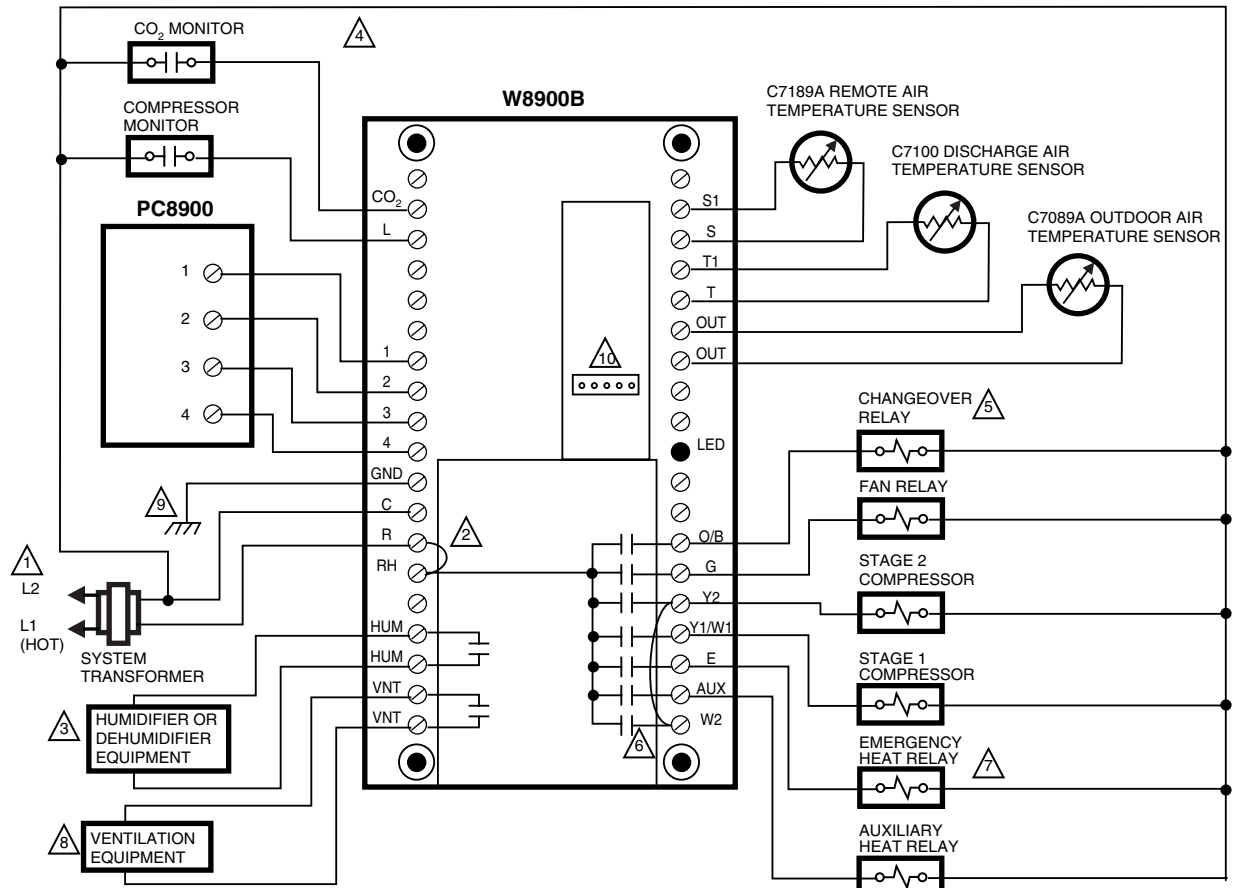 CO2 MONITOR
4
COMPRESSOR
MONITOR
W8900B
C7189A REMOTE AIR
TEMPERATURE SENSOR
C7100 DISCHARGE AIR
TEMPERATURE SENSOR
C7089A OUTDOOR AIR
TEMPERATURE SENSOR
PC8900
1
2
3
4
CO2
L
1
2
3
4
GND
C
R
RH
HUM
HUM
VNT
VNT
10
2
6
S1
S
T1
T
OUT
OUT
LED
O/B
G
Y2
Y1/W1
E
AUX
W2
9
1
L2
L1
(HOT)
SYSTEM
TRANSFORMER
3
HUMIDIFIER OR
DEHUMIDIFIER
EQUIPMENT
8
VENTILATION
EQUIPMENT
CHANGEOVER
RELAY
5
FAN RELAY
STAGE 2
COMPRESSOR
STAGE 1
COMPRESSOR
EMERGENCY
HEAT RELAY
7
AUXILIARY
HEAT RELAY